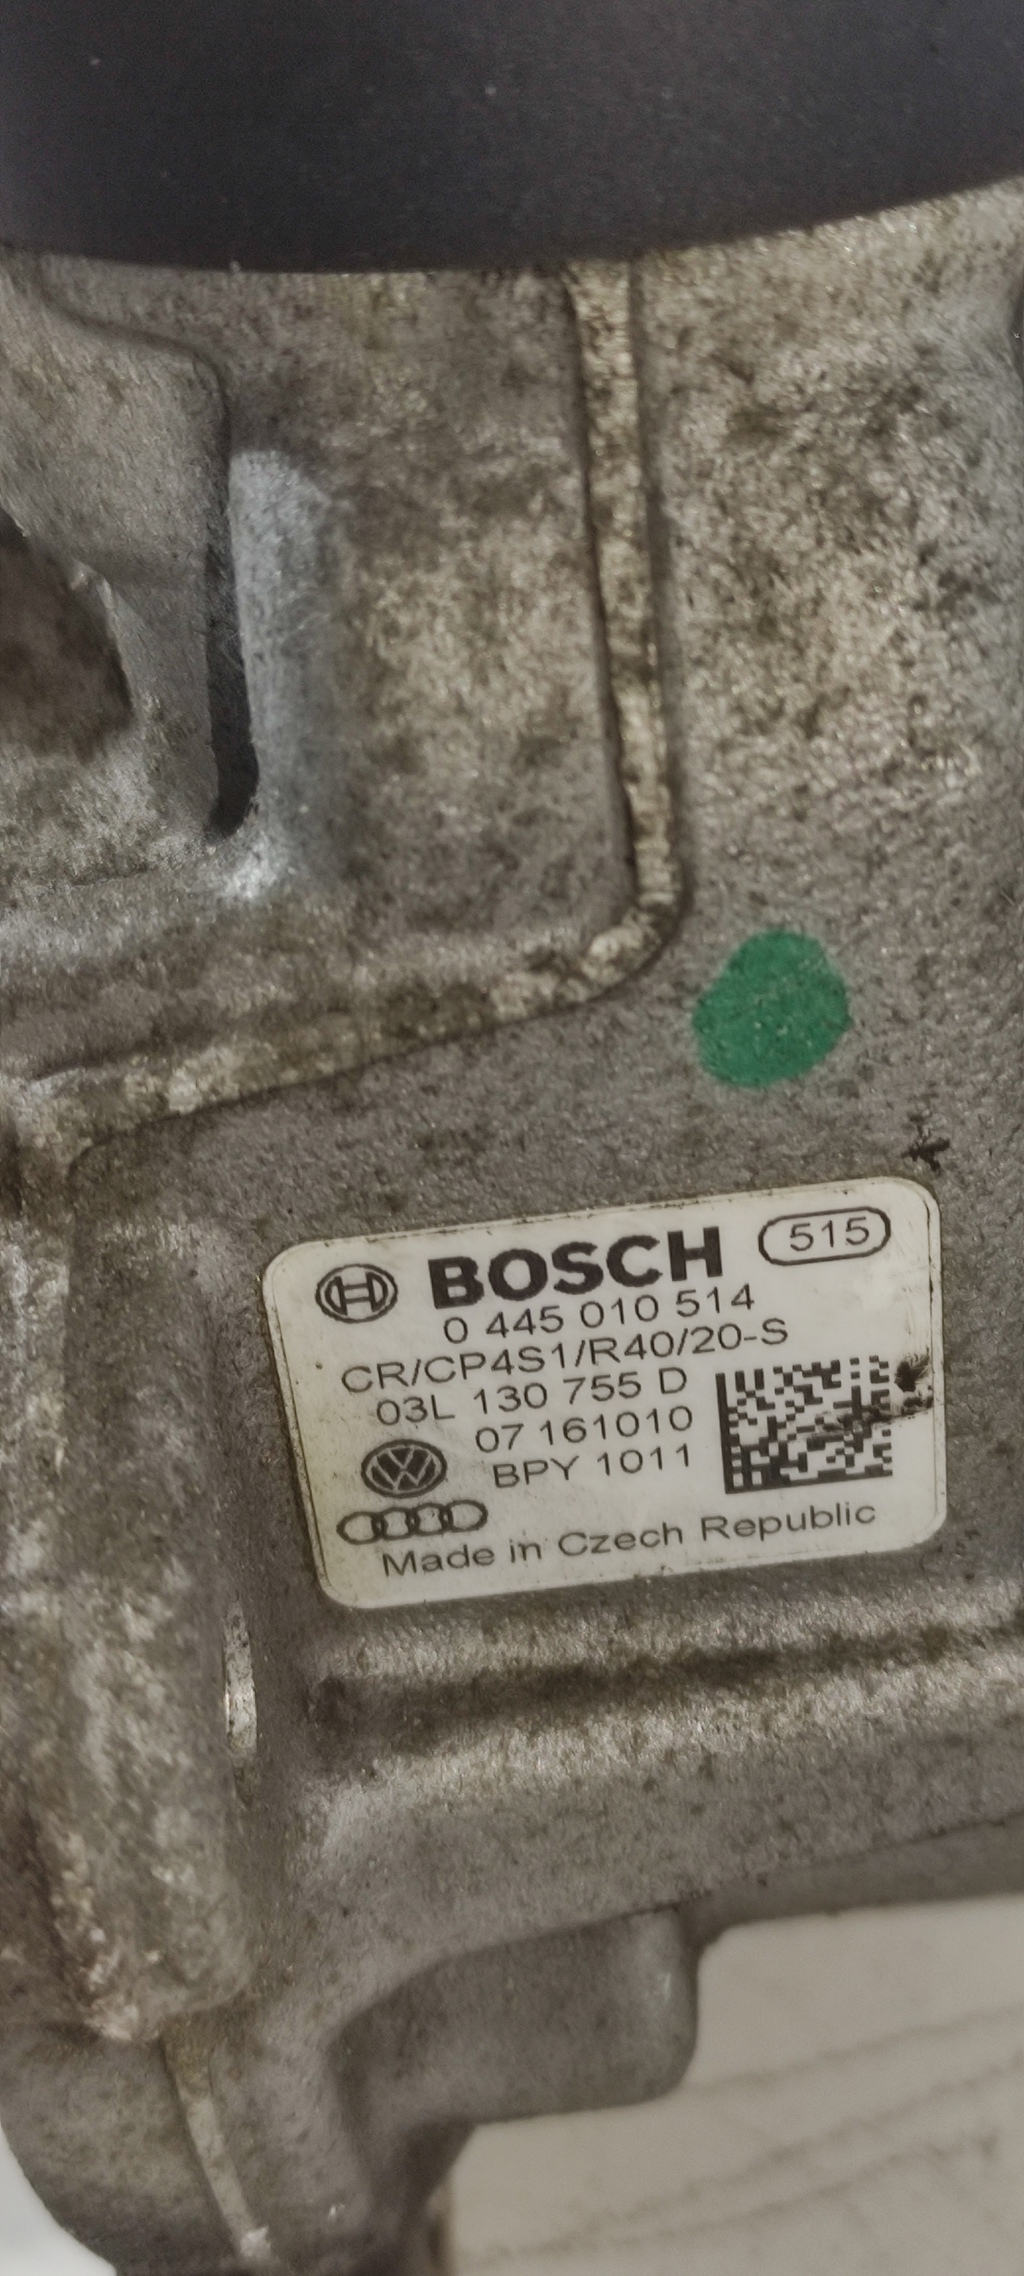 BOSCH 515
0 445 010 514
CR/CP4S1/R40/20-S
03L 130 755 D
07 161010
BPY 1011
Made in Czech Republic